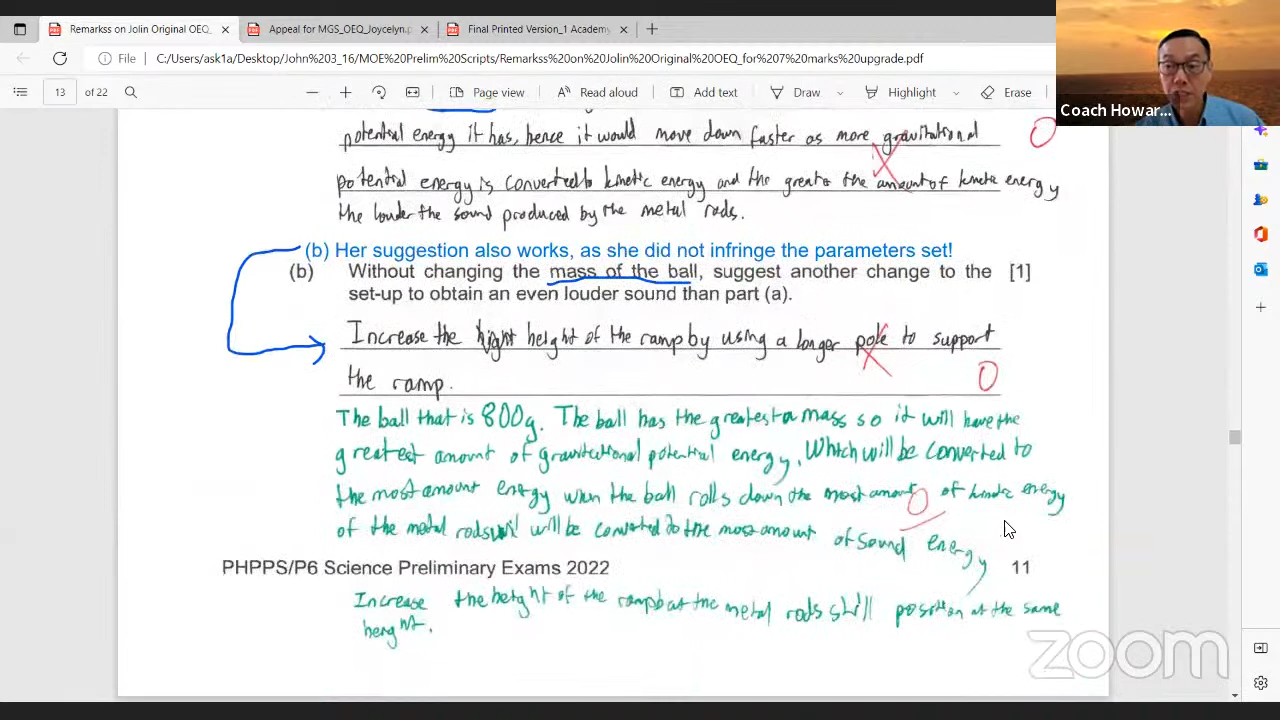 Remarkss on Jolin Original OEQ_
Appeal for MGS_OEQ_Joycelyn.p
Final Printed Version_1 Academy
File
C:/Users/ask1a/Desktop/John%203_16/MOE%20Prelim%20Scripts/Remarkss%20on%20Jolin%20Original%20OEQ_for%207%20marks%20upgrade.pdf
13 of 22
Page view
Read aloud
Add text
Draw
Highlight
Erase
Coach Howar...
potential energy it has, hence it would move down faster as more gravitational
0
potential energy is converted to kinetic energy and the greater the amount of kinetic energy
the louder the sound produced by the metal rods.
(b) Her suggestion also works, as she did not infringe the parameters set!
(b) Without changing the mass of the ball, suggest another change to the [1]
set-up to obtain an even louder sound than part (a).
Increase the height of the ramp by using a longer pole to support
the ramp.
0
The ball that is 800g. The ball has the greatest mass so it will have the
greatest amount of gravitational potential energy. Which will be converted to
the most amount energy when the ball rolls down the most amount of kinetic energy
0
of the metal rods will be converted to the most amount of sound energy
PHPPS/P6 Science Preliminary Exams 2022 11
Increase the height of the ramp but the metal rods still position at the same
height.
zoom